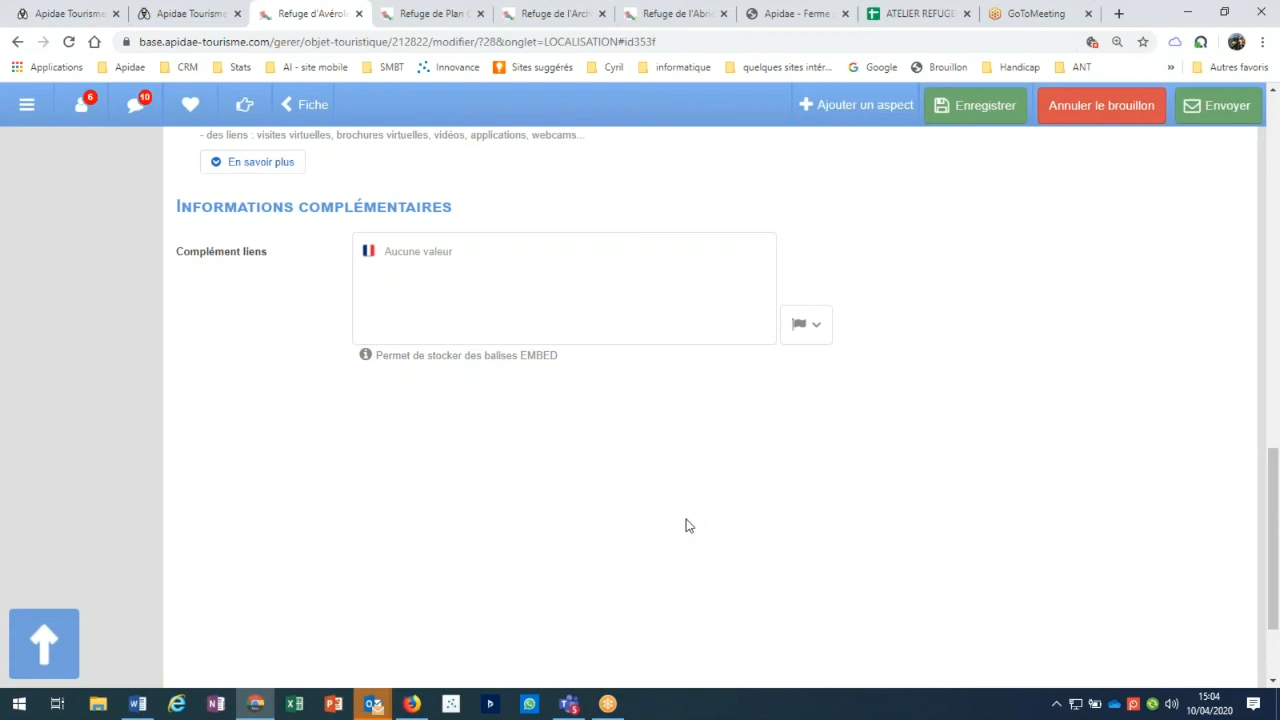 Apidae Tourisme
Apidae Tourisme
Refuge d'Avérol
Refuge de Plan
Refuge de l'Arch
Refuge de l'Abri
Apidae - Ferme
ATELIER REFUGE
GoToMeeting
base.apidae-tourisme.com/gerer/objet-touristique/212822/modifier/?28&onglet=LOCALISATION#id353f
Applications
Apidae
CRM
Stats
AI - site mobile
SMBT
Innovance
Sites suggérés
Cyril
informatique
quelques sites intér...
Google
Brouillon
Handicap
ANT
»
Autres favoris
6
10
Fiche
Ajouter un aspect
Enregistrer
Annuler le brouillon
Envoyer
- des liens : visites virtuelles, brochures virtuelles, vidéos, applications, webcams...
En savoir plus
INFORMATIONS COMPLÉMENTAIRES
Complément liens
Aucune valeur
Permet de stocker des balises EMBED
15:04
10/04/2020